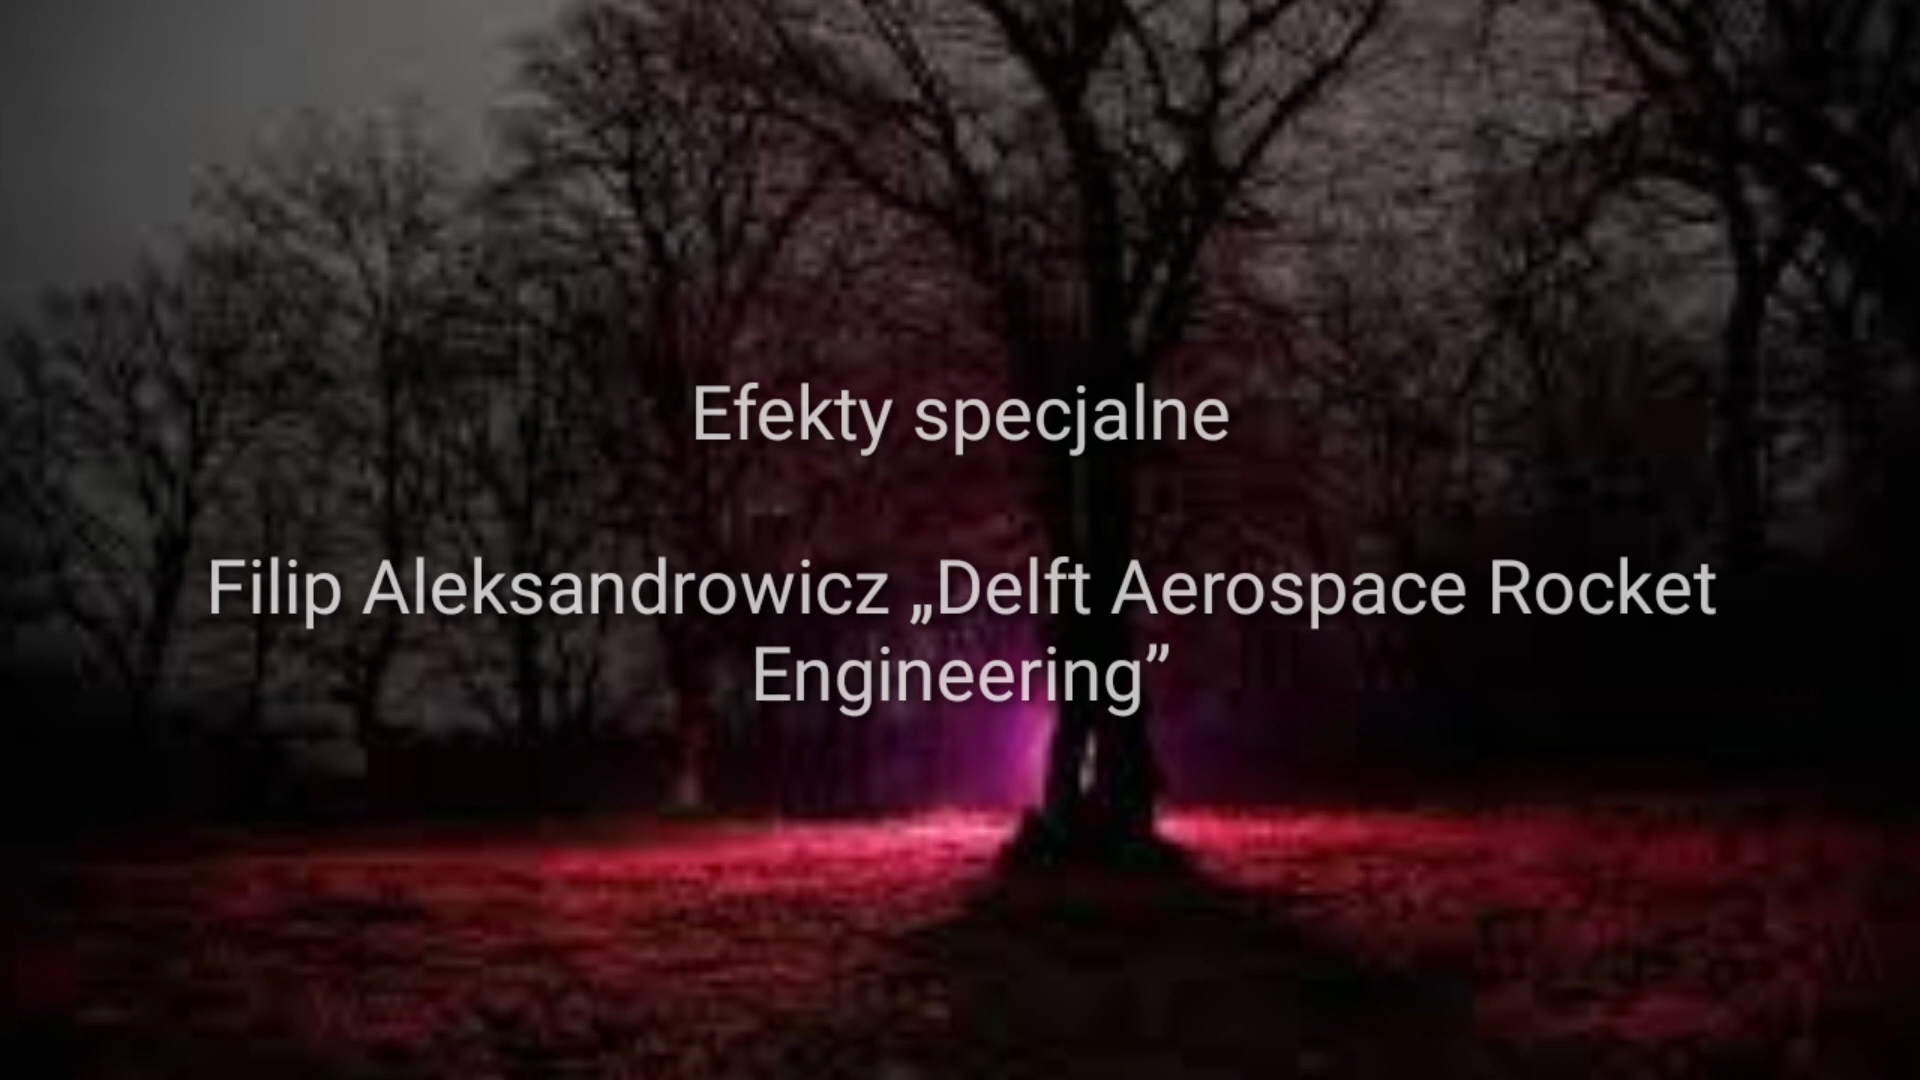 Efekty specjalne
Filip Aleksandrowicz „Delft Aerospace Rocket
Engineering”